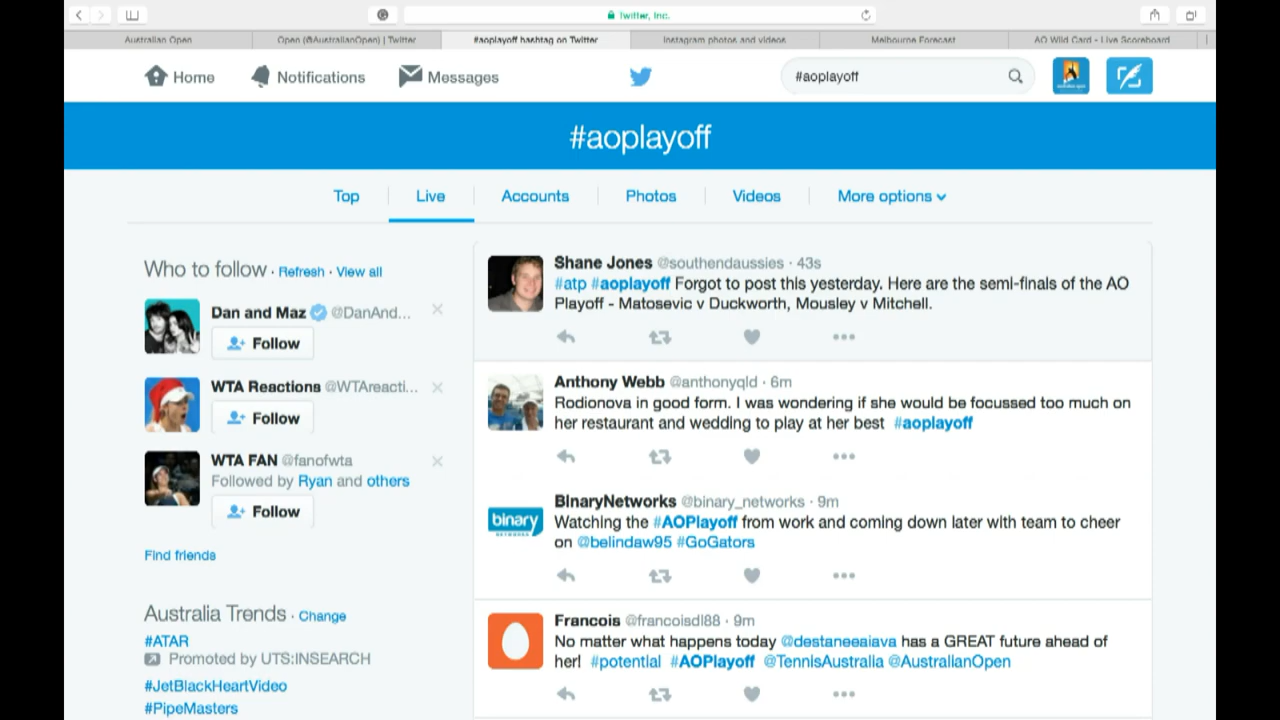 Twitter, Inc.
Australian Open
Open (@AustralianOpen) | Twitter
#aoplayoff hashtag on Twitter
Instagram photos and videos
Melbourne Forecast
AO Wild Card - Live Scoreboard
Home
Notifications
Messages
#aoplayoff
#aoplayoff
Top
Live
Accounts
Photos
Videos
More options
Who to follow · Refresh · View all
Dan and Maz @DanAnd...
Follow
WTA Reactions @WTAreacti...
Follow
WTA FAN @fanofwta
Followed by Ryan and others
Follow
Find friends
Australia Trends · Change
#ATAR
Promoted by UTS:INSEARCH
#JetBlackHeartVideo
#PipeMasters
Shane Jones @southendaussies · 43s
#atp #aoplayoff Forgot to post this yesterday. Here are the semi-finals of the AO
Playoff - Matosevic v Duckworth, Mousley v Mitchell.
Anthony Webb @anthonyqld · 6m
Rodionova in good form. I was wondering if she would be focussed too much on
her restaurant and wedding to play at her best #aoplayoff
binary
NETWORKS
BinaryNetworks @binary_networks · 9m
Watching the #AOPlayoff from work and coming down later with team to cheer
on @belindaw95 #GoGators
Francois @francoisdl88 · 9m
No matter what happens today @destaneeaiava has a GREAT future ahead of
her! #potential #AOPlayoff @TennisAustralia @AustralianOpen